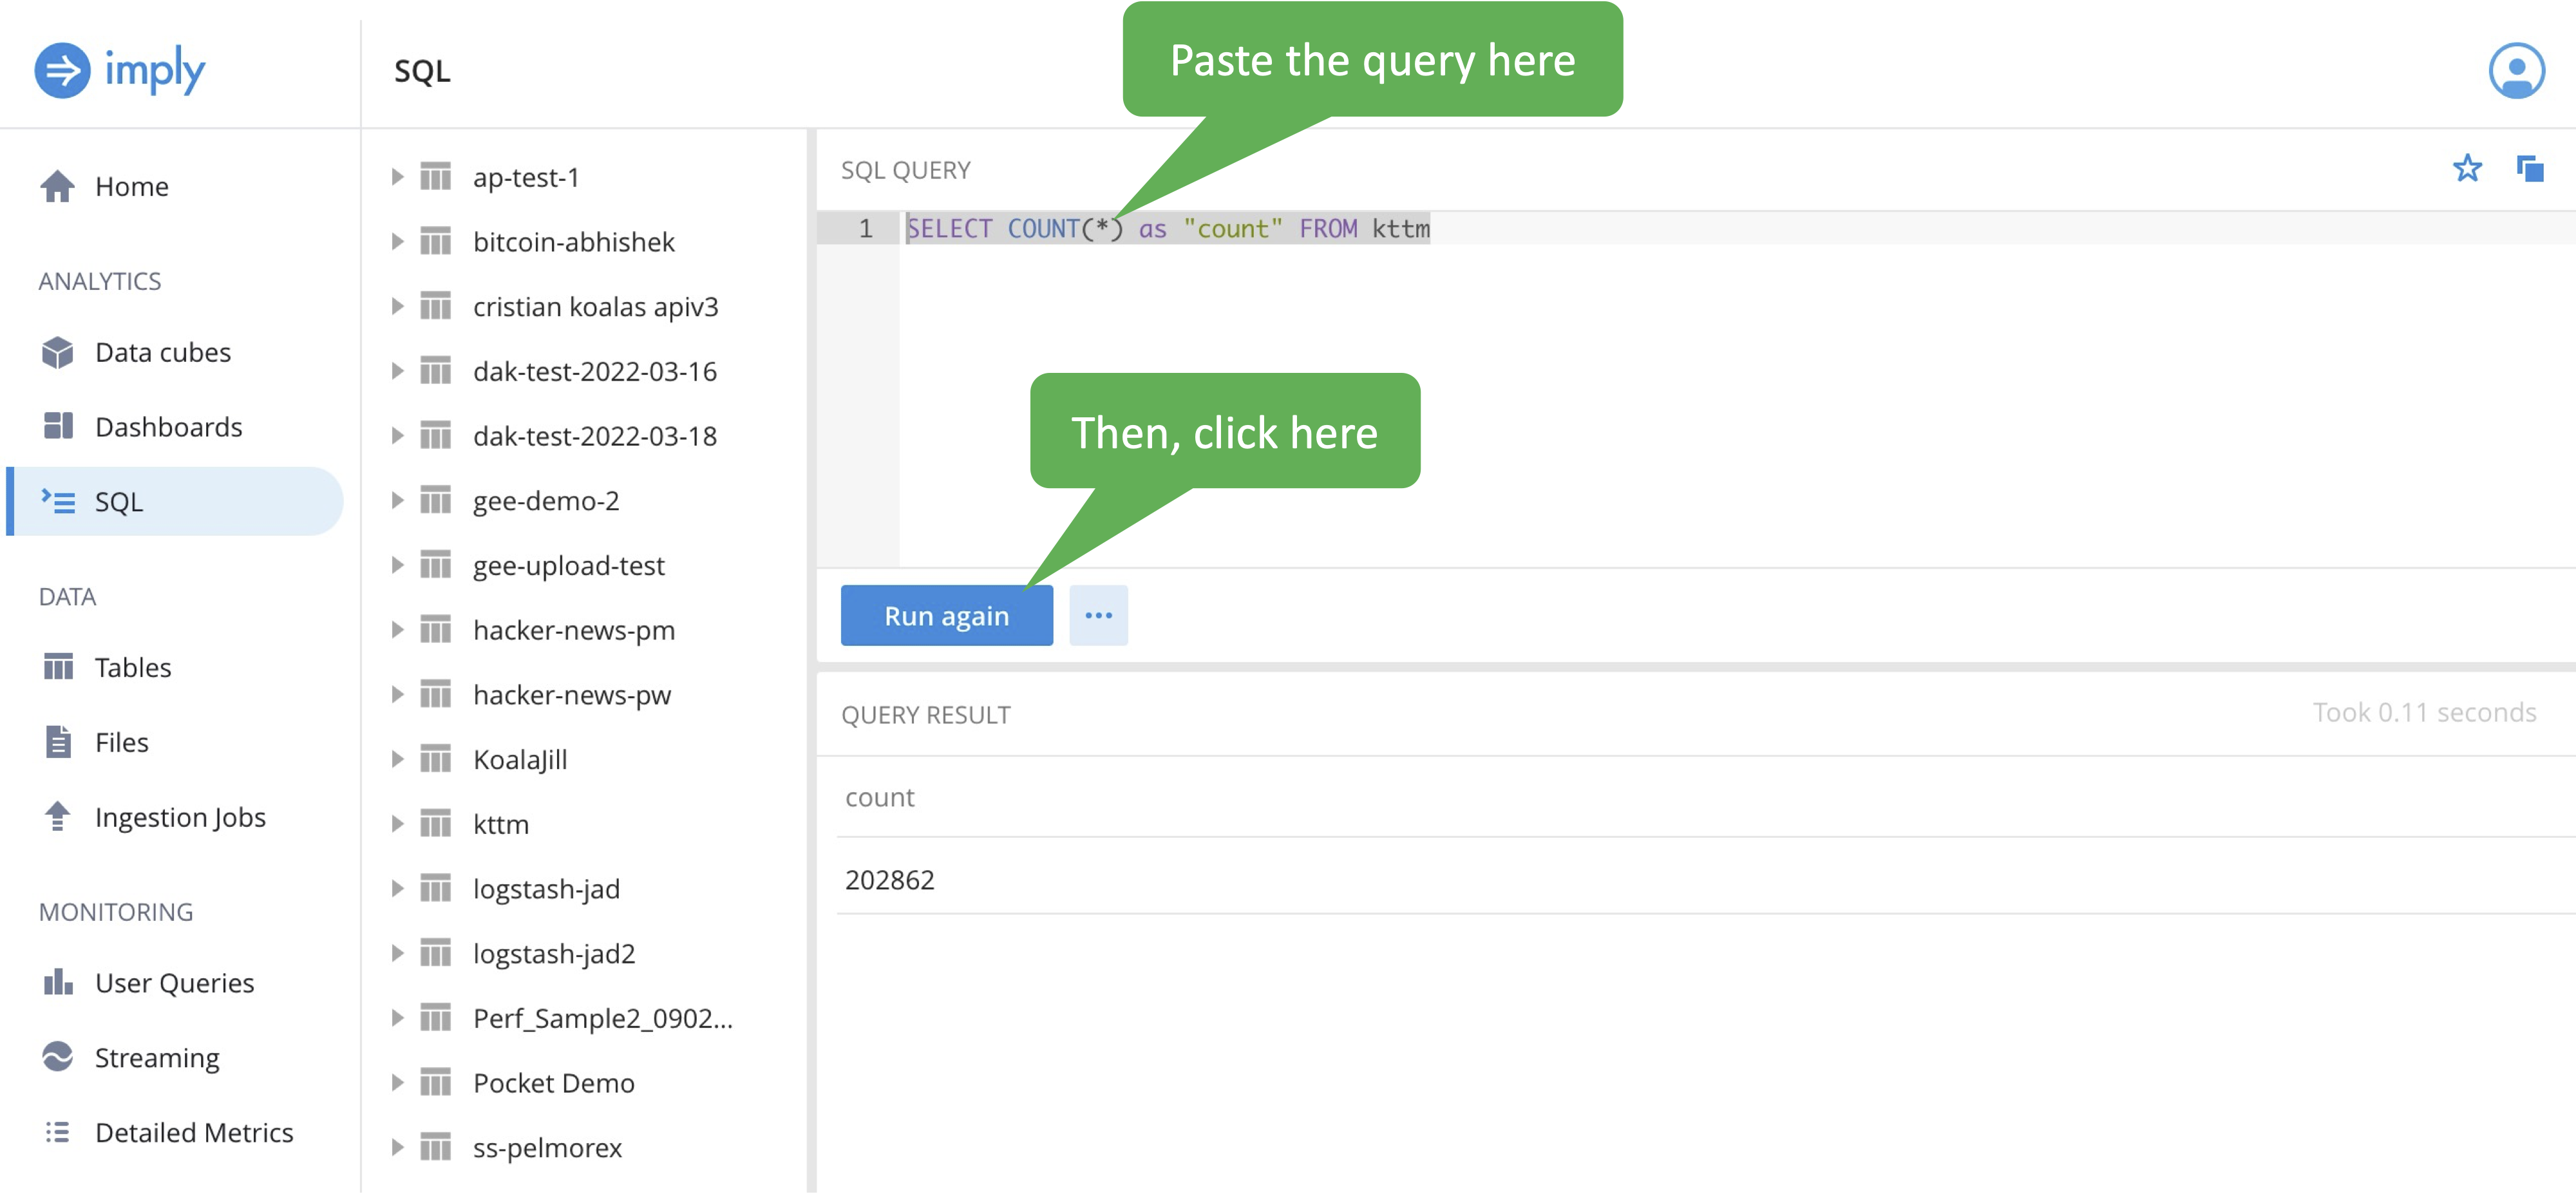 imply
SQL
Paste the query here
Home
ANALYTICS
Data cubes
Dashboards
SQL
DATA
Tables
Files
Ingestion Jobs
MONITORING
User Queries
Streaming
Detailed Metrics
ap-test-1
bitcoin-abhishek
cristian koalas apiv3
dak-test-2022-03-16
dak-test-2022-03-18
gee-demo-2
gee-upload-test
hacker-news-pm
hacker-news-pw
KoalaJill
kttm
logstash-jad
logstash-jad2
Perf_Sample2_0902...
Pocket Demo
ss-pelmorex
SQL QUERY
1 SELECT COUNT(*) as "count" FROM kttm
Then, click here
Run again
QUERY RESULT
Took 0.11 seconds
count
202862